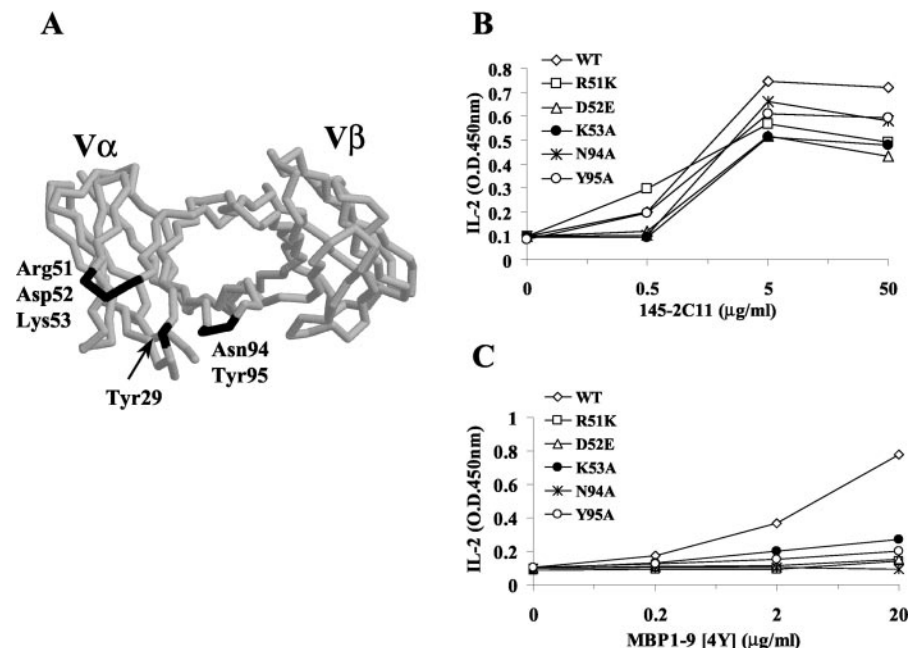 A
Vα
Vβ
Arg51
Asp52
Lys53
Tyr29
Asn94
Tyr95
B
WT
R51K
D52E
K53A
N94A
Y95A
IL-2 (O.D.450nm)
0.8
0.7
0.6
0.5
0.4
0.3
0.2
0.1
0
0 0.5 5 50
145-2C11 (μg/ml)
C
WT
R51K
D52E
K53A
N94A
Y95A
IL-2 (O.D.450nm)
1
0.8
0.6
0.4
0.2
0
0 0.2 2 20
MBP1-9 [4Y] (μg/ml)